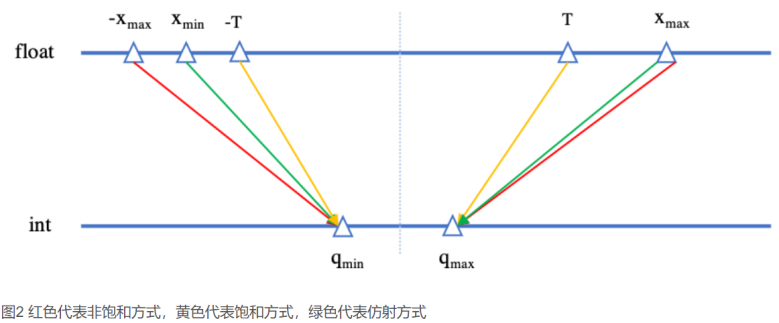 -xmax xmin -T T xmax
float
int
qmin qmax
图2 红色代表非饱和方式，黄色代表饱和方式，绿色代表仿射方式